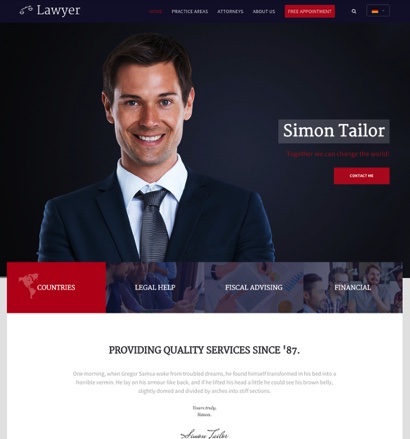 Lawyer
HOME PRACTICE AREAS ATTORNEYS ABOUT US FREE APPOINTMENT
Simon Tailor
Together we can change the world!
CONTACT ME
COUNTRIES LEGAL HELP FISCAL ADVISING FINANCIAL
PROVIDING QUALITY SERVICES SINCE '87.
One morning, when Gregor Samsa woke from troubled dreams, he found himself transformed in his bed into a
horrible vermin. He lay on his armour-like back, and if he lifted his head a little he could see his brown belly,
slightly domed and divided by arches into stiff sections.
Yours truly,
Simon.
Simon Tailor